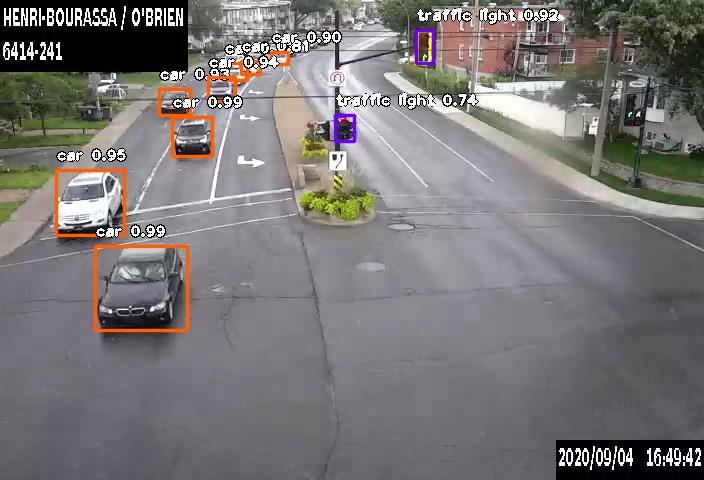 HENRI-BOURASSA / O'BRIEN
6414-241
traffic light 0.92
car 0.90
car 0.94
car 0.99
traffic light 0.74
car 0.95
car 0.99
2020/09/04 16:49:42